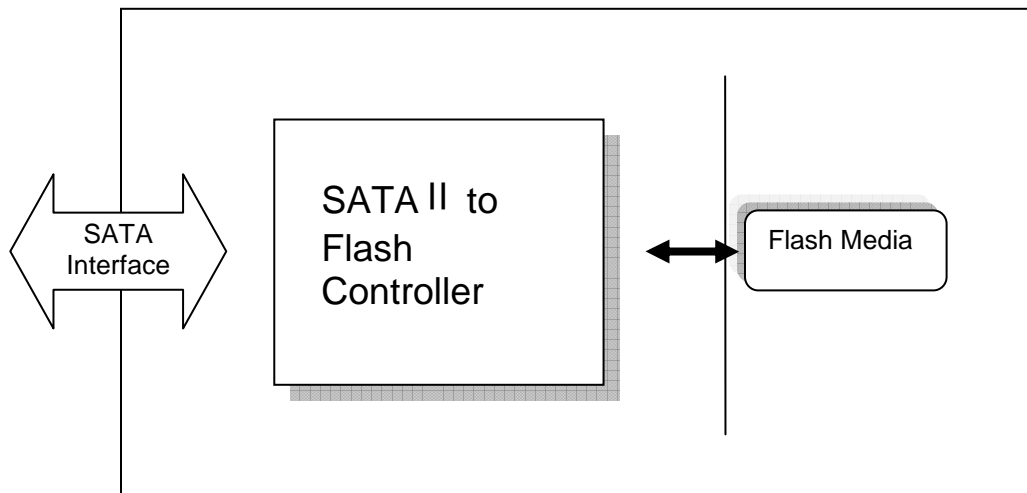 SATA
Interface
SATA II to
Flash
Controller
Flash Media